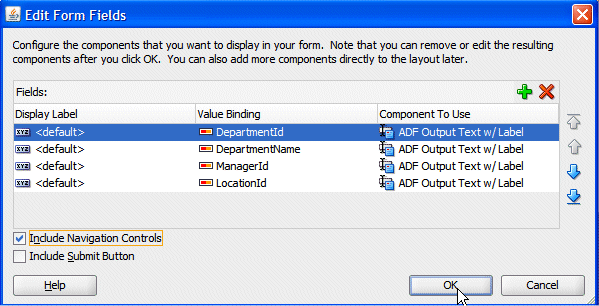 Edit Form Fields
Configure the components that you want to display in your form. Note that you can remove or edit the resulting
components after you click OK. You can also add more components directly to the layout later.
Fields:
Display Label Value Binding Component To Use
XYZ <default> DepartmentId ADF Output Text w/ Label
XYZ <default> DepartmentName ADF Output Text w/ Label
XYZ <default> ManagerId ADF Output Text w/ Label
XYZ <default> LocationId ADF Output Text w/ Label
Include Navigation Controls
Include Submit Button
Help OK Cancel